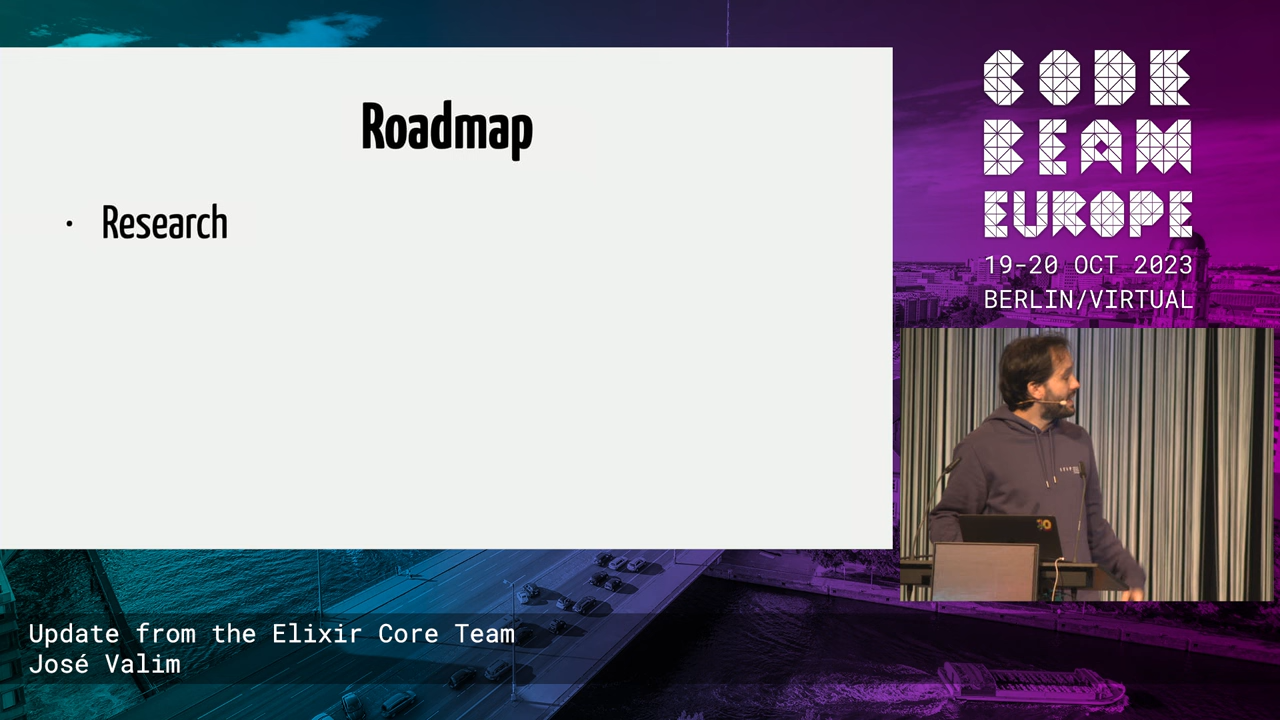 Roadmap
· Research
CODE
BEAM
EUROPE
19-20 OCT 2023
BERLIN/VIRTUAL
Update from the Elixir Core Team
José Valim